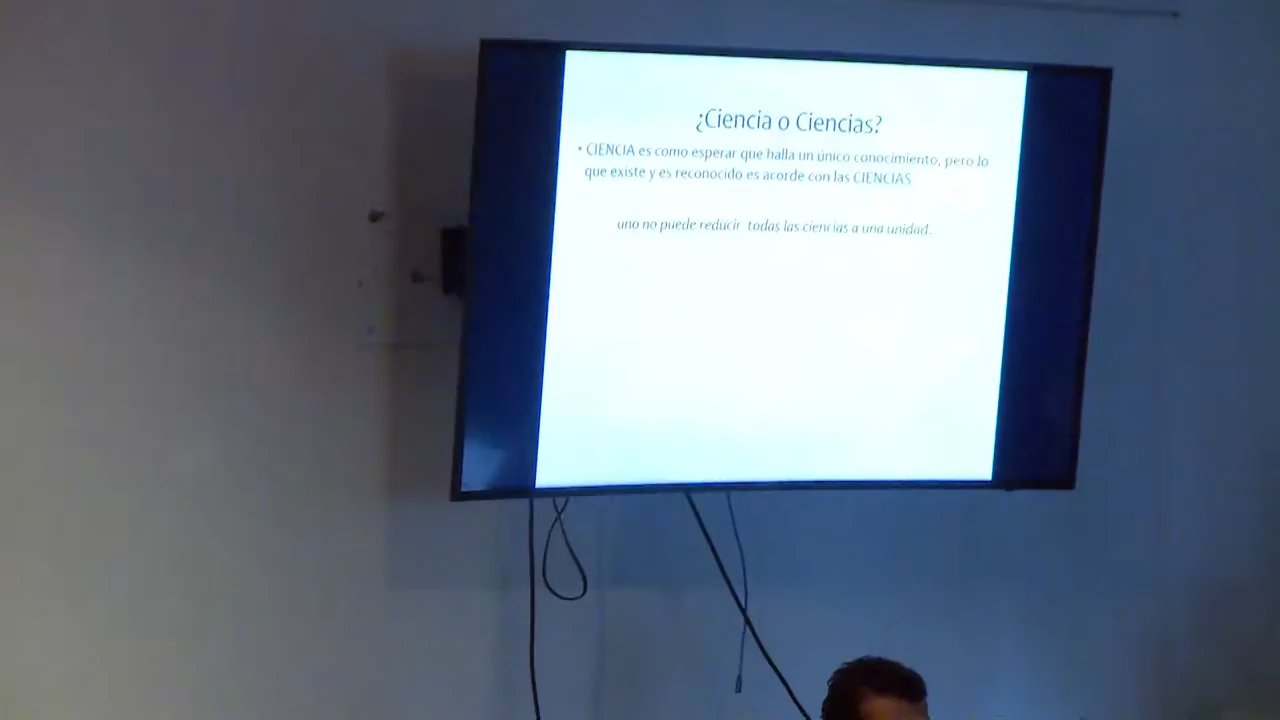 ¿Ciencia o Ciencias?
• CIENCIA es como esperar que halla un único conocimiento, pero lo
que existe y es reconocido es acorde con las CIENCIAS
uno no puede reducir todas las ciencias a una unidad.